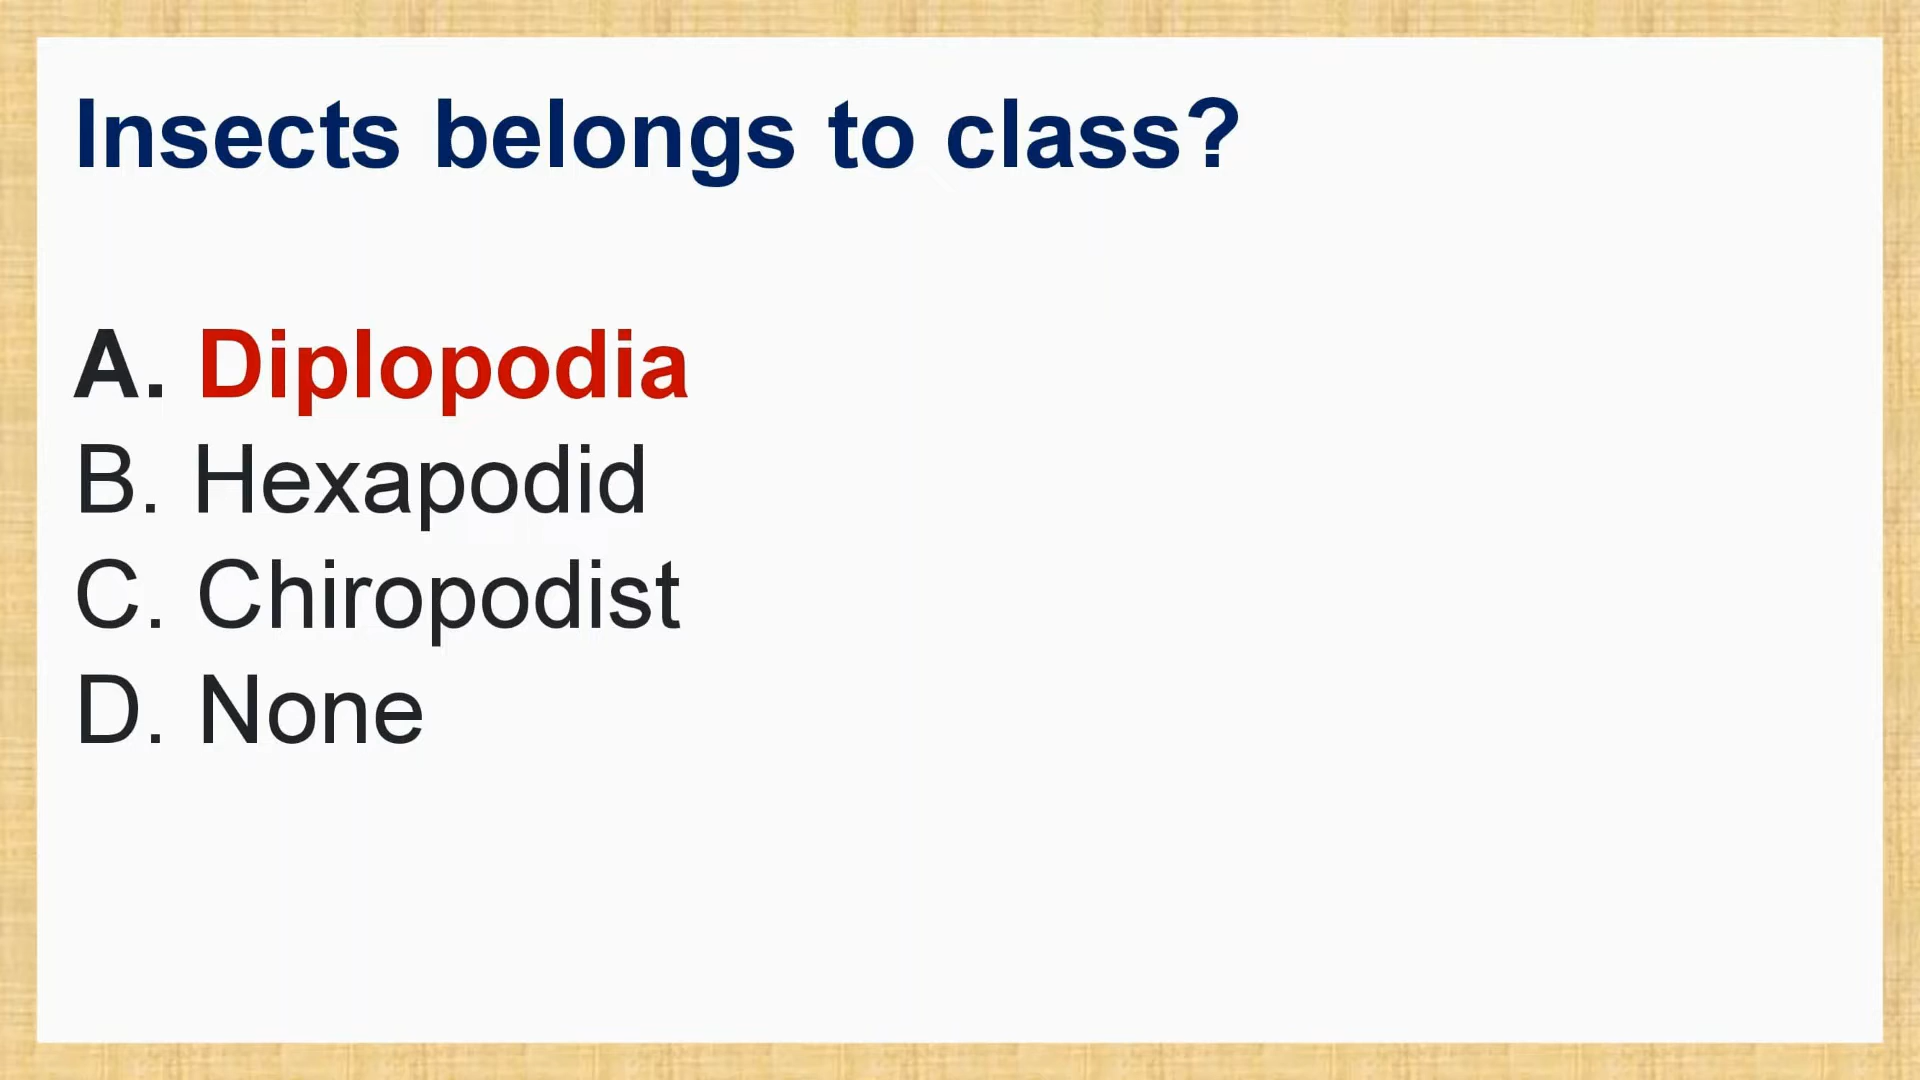 Insects belongs to class?
A. Diplopodia
B. Hexapodid
C. Chiropodist
D. None